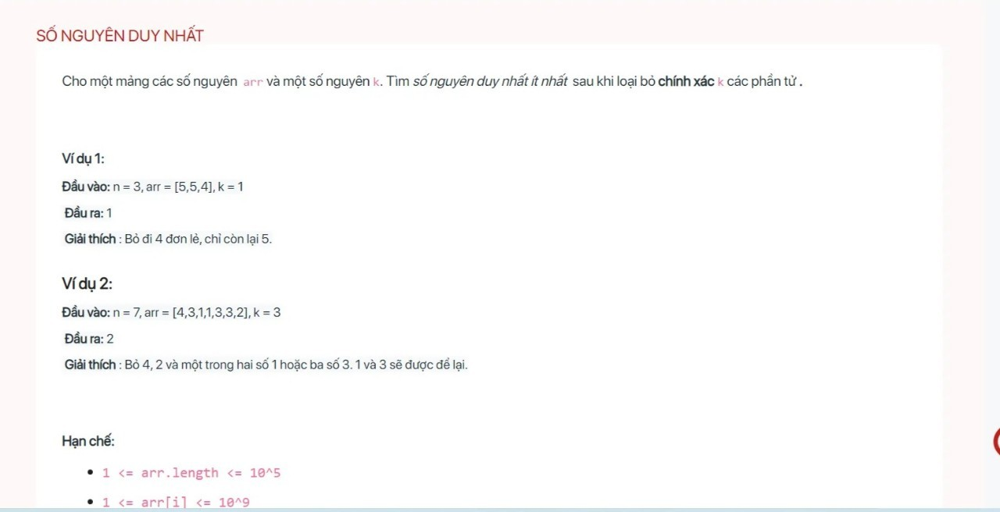 SỐ NGUYÊN DUY NHẤT
Cho một mảng các số nguyên arr và một số nguyên k. Tìm số nguyên duy nhất ít nhất sau khi loại bỏ chính xác k các phần tử .
Ví dụ 1:
Đầu vào: n = 3, arr = [5,5,4], k = 1
Đầu ra: 1
Giải thích : Bỏ đi 4 đơn lẻ, chỉ còn lại 5.
Ví dụ 2:
Đầu vào: n = 7, arr = [4,3,1,1,3,3,2], k = 3
Đầu ra: 2
Giải thích : Bỏ 4, 2 và một trong hai số 1 hoặc ba số 3. 1 và 3 sẽ được để lại.
Hạn chế:
• 1 <= arr.length <= 10^5
• 1 <= arr[i] <= 10^9